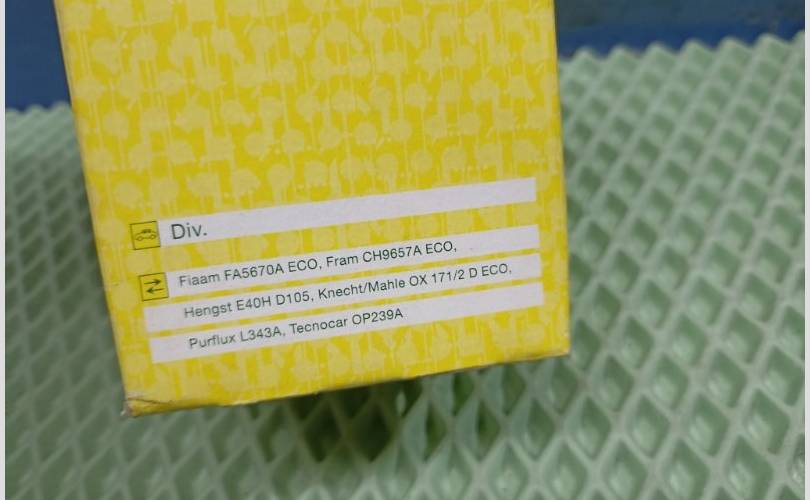 Div.
Fiaam FA5670A ECO, Fram CH9657A ECO,
Hengst E40H D105, Knecht/Mahle OX 171/2 D ECO,
Purflux L343A, Tecnocar OP239A